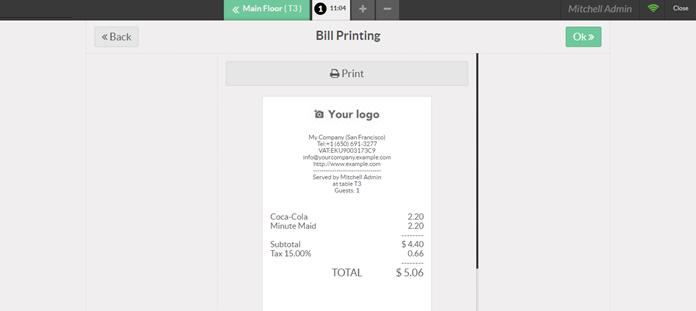 Main Floor ( T3 )
1 11:04
Mitchell Admin
Close
Back
Bill Printing
Ok
Print
Your logo
My Company (San Francisco)
Tel:+1 (650) 691-3277
VAT:EKU9003173C9
info@yourcompany.example.com
http://www.example.com
--------------------------------
Served by Mitchell Admin
at table T3
Guests: 1
Coca-Cola 2.20
Minute Maid 2.20
--------
Subtotal $ 4.40
Tax 15.00% 0.66
--------
TOTAL $ 5.06